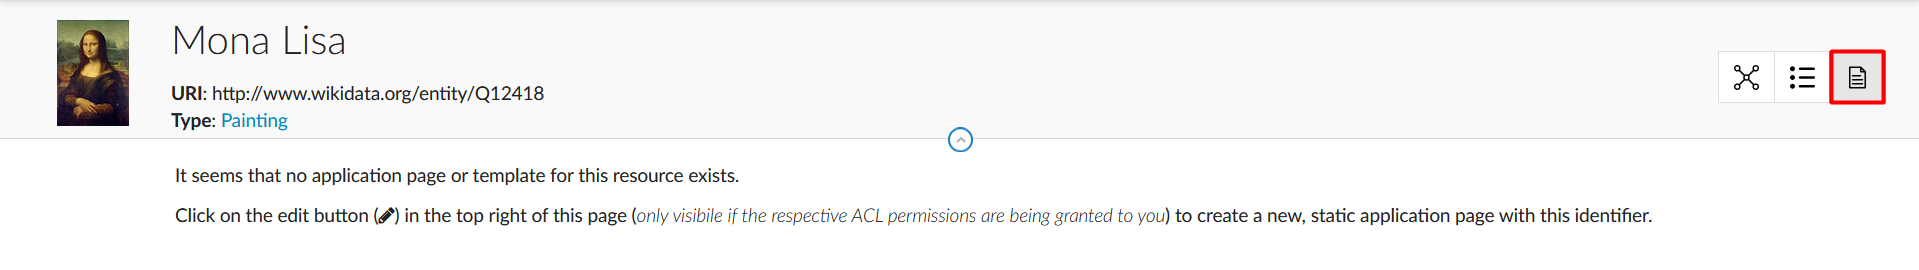 Mona Lisa
URI: http://www.wikidata.org/entity/Q12418
Type: Painting
It seems that no application page or template for this resource exists.
Click on the edit button () in the top right of this page (only visibile if the respective ACL permissions are being granted to you) to create a new, static application page with this identifier.